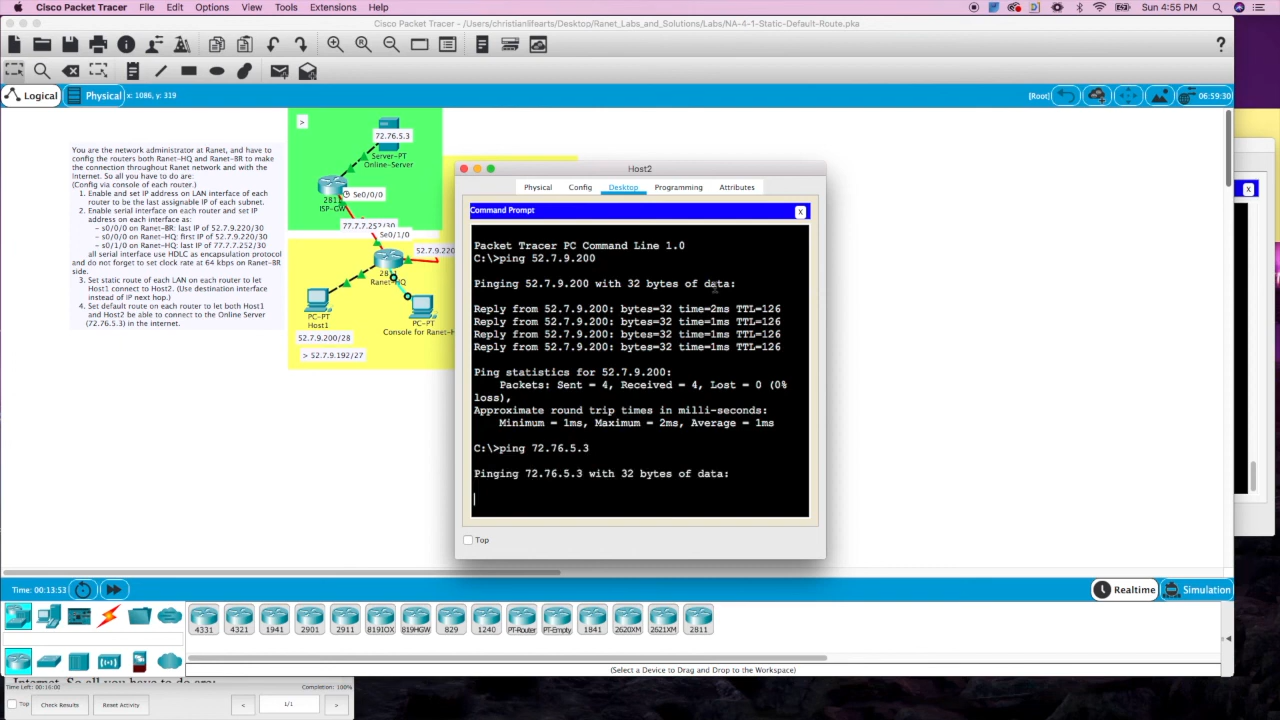 Cisco Packet Tracer File Edit Options View Tools Extensions Help Sun 4:55 PM
Cisco Packet Tracer - /Users/christianlifearts/Desktop/Ranet_Labs_and_Solutions/Labs/NA-4-1-Static-Default-Route.pka
Logical Physical x: 1086, y: 319 [Root] 06:59:30
You are the network administrator at Ranet, and have to
config the routers both Ranet-HQ and Ranet-BR to make
the connection throughout Ranet network and with the
Internet. So all you have to do are:
(Config via console of each router.)
1. Enable and set IP address on LAN interface of each
router to be the last assignable IP of each subnet.
2. Enable serial interface on each router and set IP
address on each interface as:
- s0/0/0 on Ranet-BR: last IP of 52.7.9.220/30
- s0/0/0 on Ranet-HQ: first IP of 52.7.9.220/30
- s0/1/0 on Ranet-HQ: last IP of 77.7.7.252/30
all serial interface use HDLC as encapsulation protocol
and do not forget to set clock rate at 64 kbps on Ranet-BR
side.
3. Set static route of each LAN on each router to let
Host1 connect to Host2. (Use destination interface
instead of IP next hop.)
4. Set default route on each router to let both Host1
and Host2 be able to connect to the Online Server
(72.76.5.3) in the internet.
>
72.76.5.3
Server-PT
Online-Server
2811
ISP-GW
Se0/0/0
77.7.7.252/30
Se0/1/0
52.7.9.220
2811
Ranet-HQ
PC-PT
Host1
PC-PT
Console for Ranet-H
52.7.9.200/28
> 52.7.9.192/27
Host2
Physical Config Desktop Programming Attributes
Command Prompt X
Packet Tracer PC Command Line 1.0
C:\>ping 52.7.9.200
Pinging 52.7.9.200 with 32 bytes of data:
Reply from 52.7.9.200: bytes=32 time=2ms TTL=126
Reply from 52.7.9.200: bytes=32 time=1ms TTL=126
Reply from 52.7.9.200: bytes=32 time=1ms TTL=126
Reply from 52.7.9.200: bytes=32 time=1ms TTL=126
Ping statistics for 52.7.9.200:
Packets: Sent = 4, Received = 4, Lost = 0 (0%
loss),
Approximate round trip times in milli-seconds:
Minimum = 1ms, Maximum = 2ms, Average = 1ms
C:\>ping 72.76.5.3
Pinging 72.76.5.3 with 32 bytes of data:
Top
X
Time: 00:13:53 Realtime Simulation
4331 4321 1941 2901 2911 819IOX 819HGW 829 1240 PT-Router PT-Empty 1841 2620XM 2621XM 2811
(Select a Device to Drag and Drop to the Workspace)
Internet. So all you have to do are:
Time Left: 00:16:00 Completion: 100%
Top Check Results Reset Activity < 1/1 >